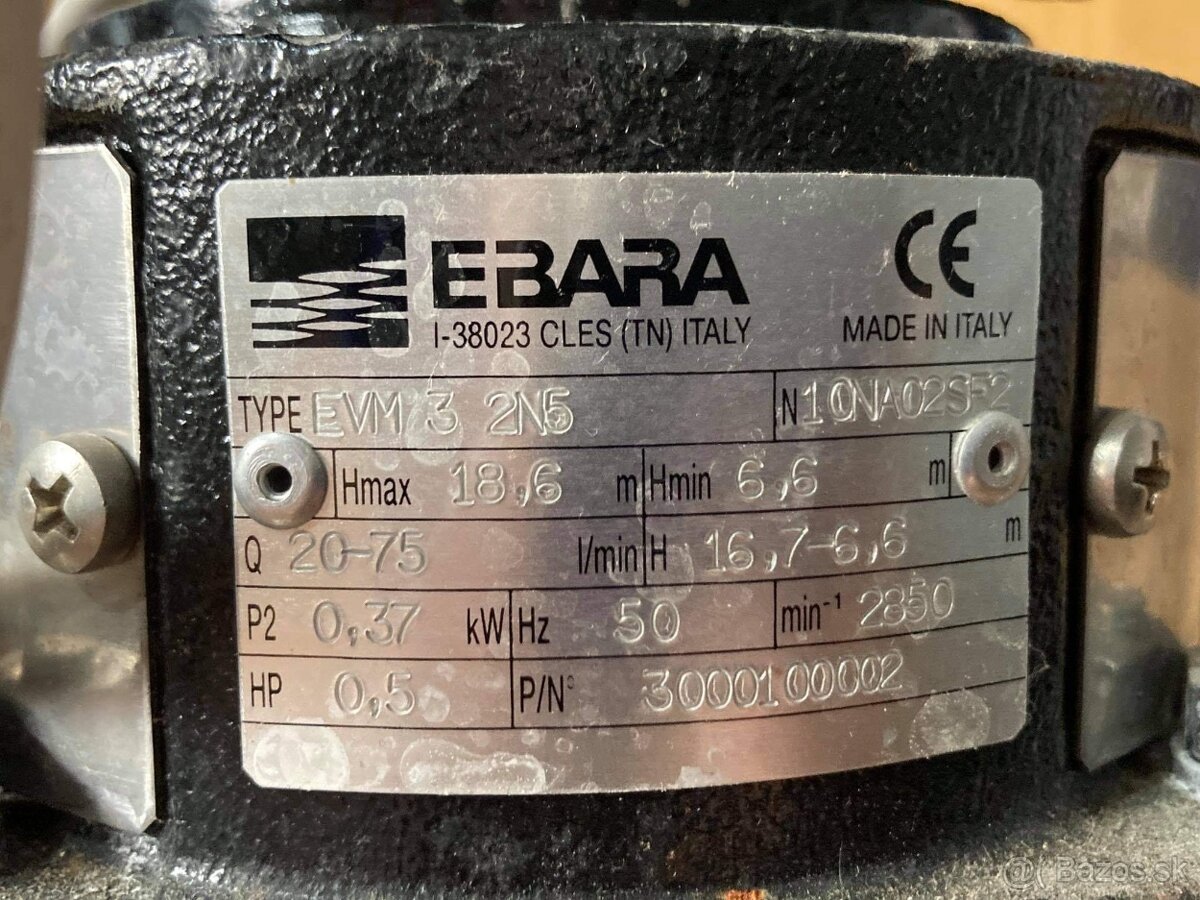 EBARA CE
I-38023 CLES (TN) ITALY MADE IN ITALY
TYPE EVM 3 2N5 N 10NA02SF2
Hmax 18,6 m Hmin 6,6 m
Q 20-75 l/min H 16,7-6,6 m
P2 0,37 kW Hz 50 min⁻¹ 2850
HP 0,5 P/N° 3000100002
Bazos.sk